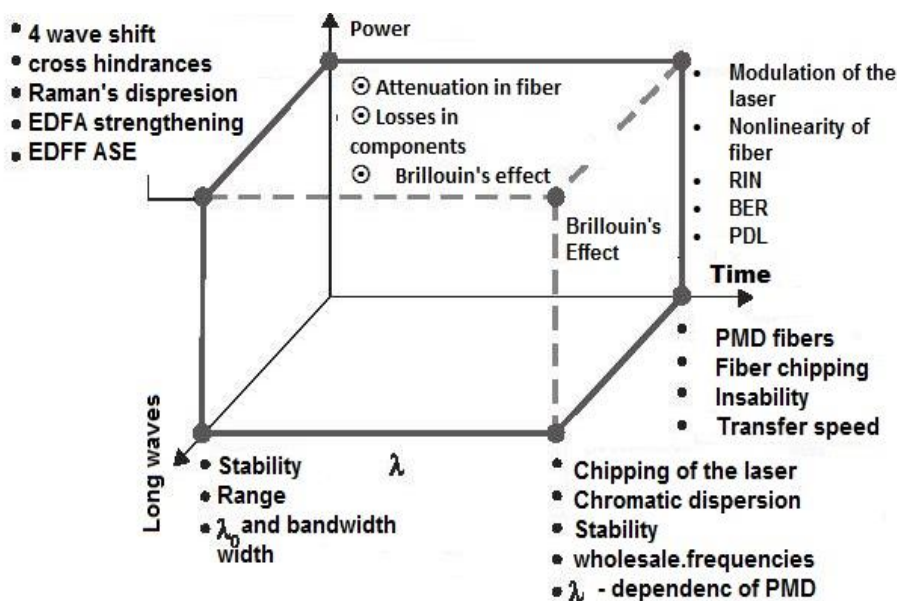 Power
• 4 wave shift
• cross hindrances
• Raman's dispresion
• EDFA strengthening
• EDFF ASE
⊙ Attenuation in fiber
⊙ Losses in
components
⊙ Brillouin's effect
• Modulation of the
laser
• Nonlinearity of
fiber
• RIN
• BER
• PDL
Brillouin's
Effect
Time
• PMD fibers
• Fiber chipping
• Insability
• Transfer speed
Long waves
λ
• Stability
• Range
• λ₀ and bandwidth
width
• Chipping of the laser
• Chromatic dispersion
• Stability
• wholesale.frequencies
• λ - dependenc of PMD